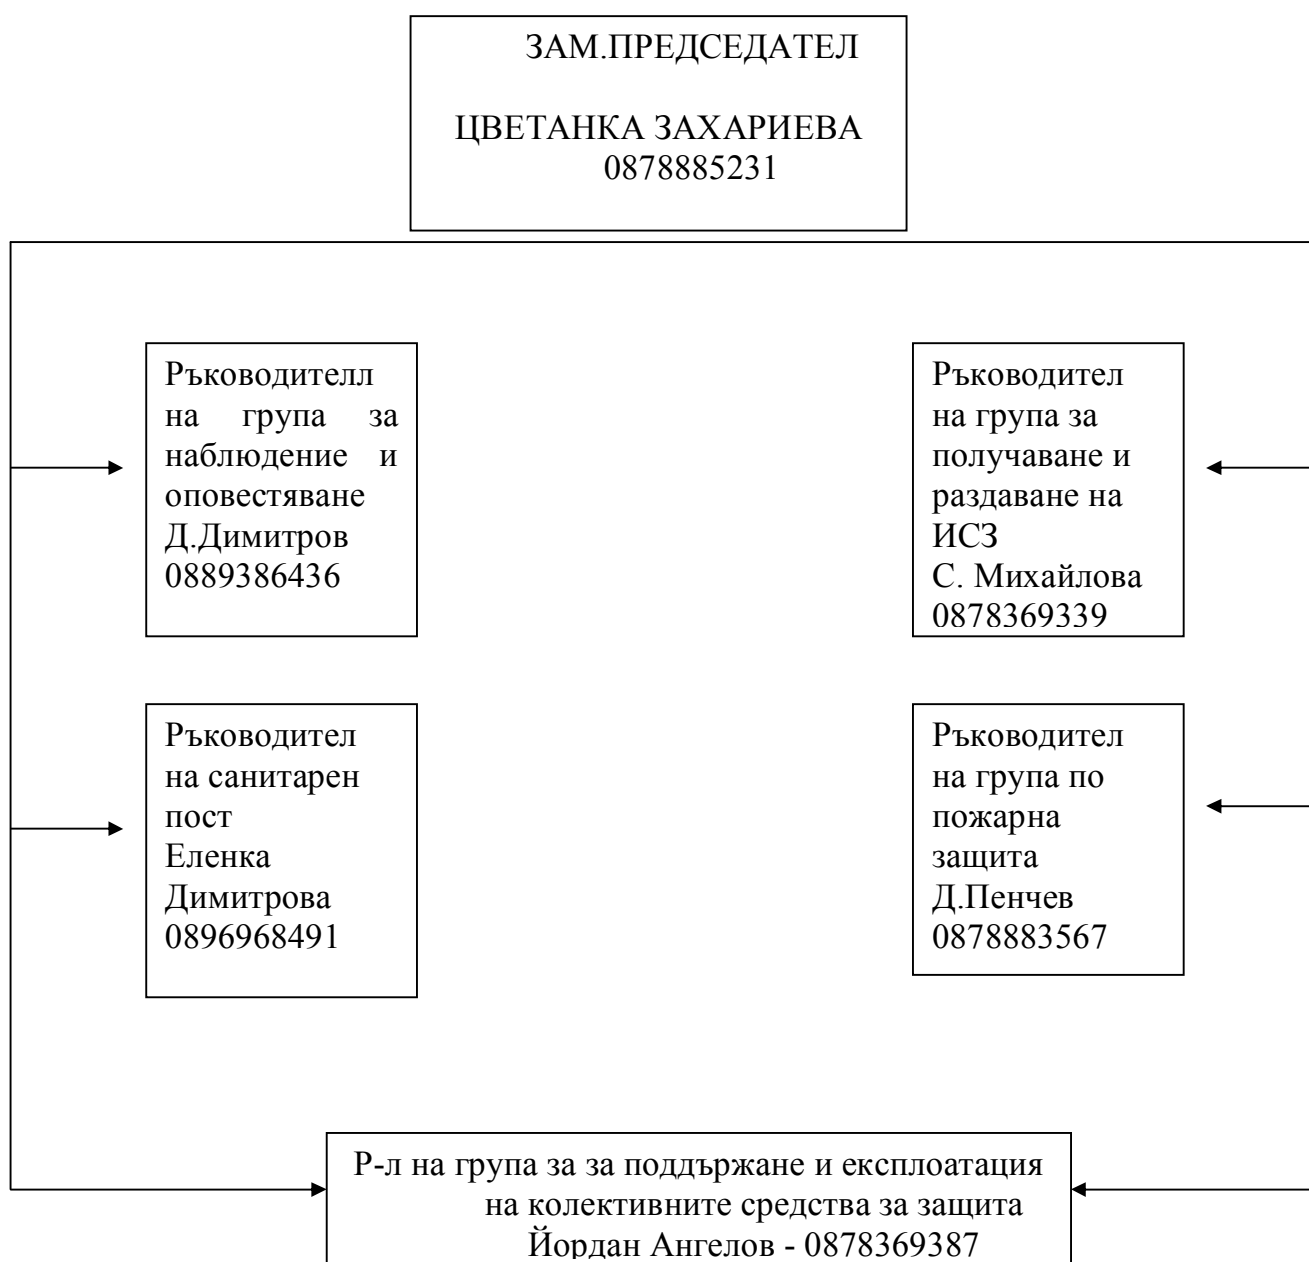 ЗАМ.ПРЕДСЕДАТЕЛ
ЦВЕТАНКА ЗАХАРИЕВА
0878885231
Ръководителл
на група за
наблюдение и
оповестяване
Д.Димитров
0889386436
Ръководител
на група за
получаване и
раздаване на
ИСЗ
С. Михайлова
0878369339
Ръководител
на санитарен
пост
Еленка
Димитрова
0896968491
Ръководител
на група по
пожарна
защита
Д.Пенчев
0878883567
Р-л на група за за поддържане и експлоатация
на колективните средства за защита
Йордан Ангелов - 0878369387